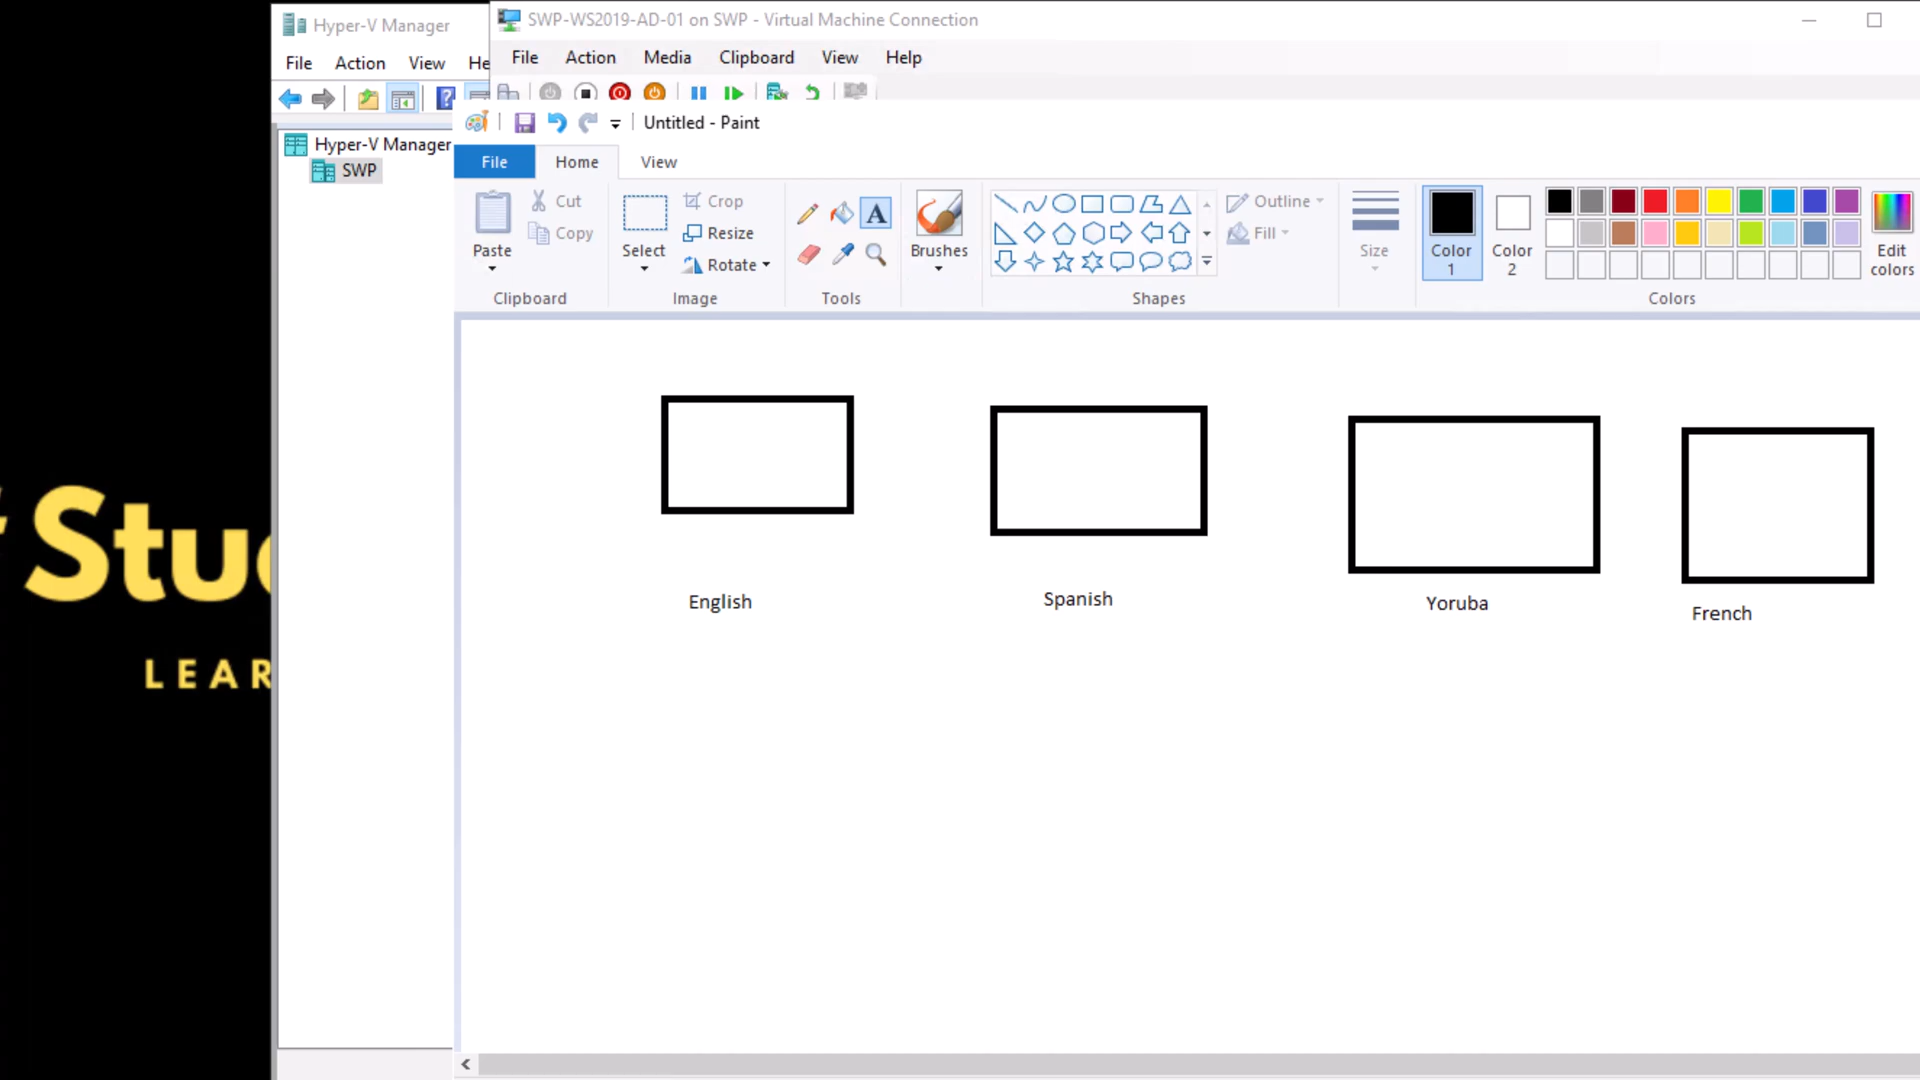 Hyper-V Manager
File Action View He
Hyper-V Manager
SWP
SWP-WS2019-AD-01 on SWP - Virtual Machine Connection
File Action Media Clipboard View Help
Untitled - Paint
File Home View
Paste
Cut
Copy
Clipboard
Select
Crop
Resize
Rotate
Image
A
Tools
Brushes
Shapes
Outline
Fill
Size
Color 1
Color 2
Colors
Edit colors
English
Spanish
Yoruba
French
Stu
LEAR